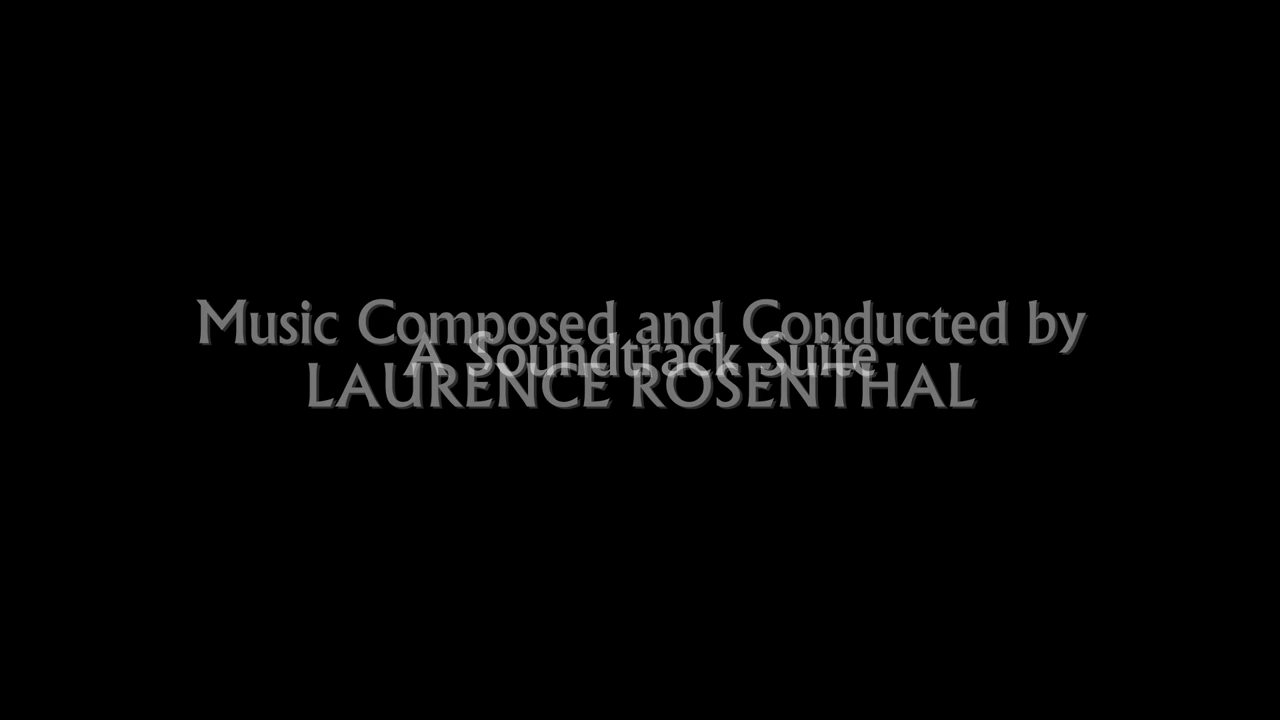 Music Composed and Conducted by
A Soundtrack Suite
LAURENCE ROSENTHAL